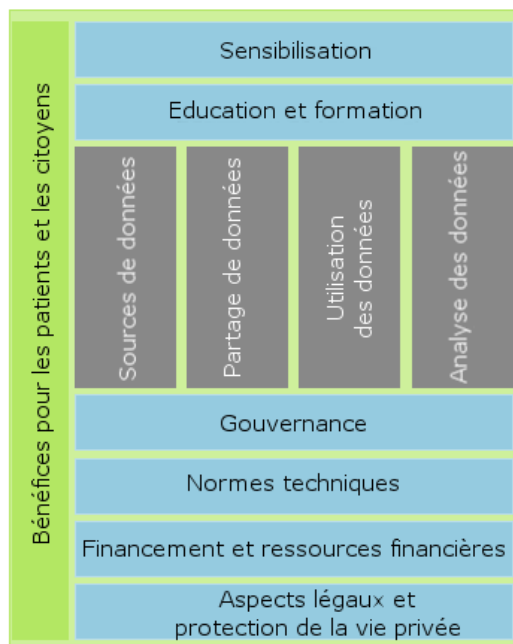 Bénéfices pour les patients et les citoyens
Sensibilisation
Education et formation
Sources de données
Partage de données
Utilisation
des données
Analyse des données
Gouvernance
Normes techniques
Financement et ressources financières
Aspects légaux et
protection de la vie privée